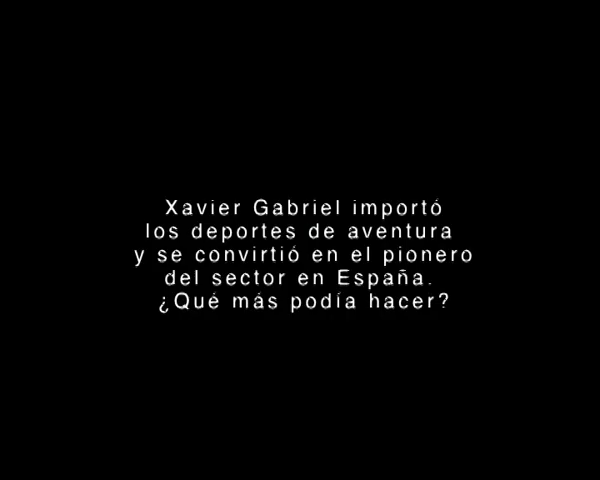 Xavier Gabriel importó
los deportes de aventura
y se convirtió en el pionero
del sector en España.
¿Qué más podía hacer?